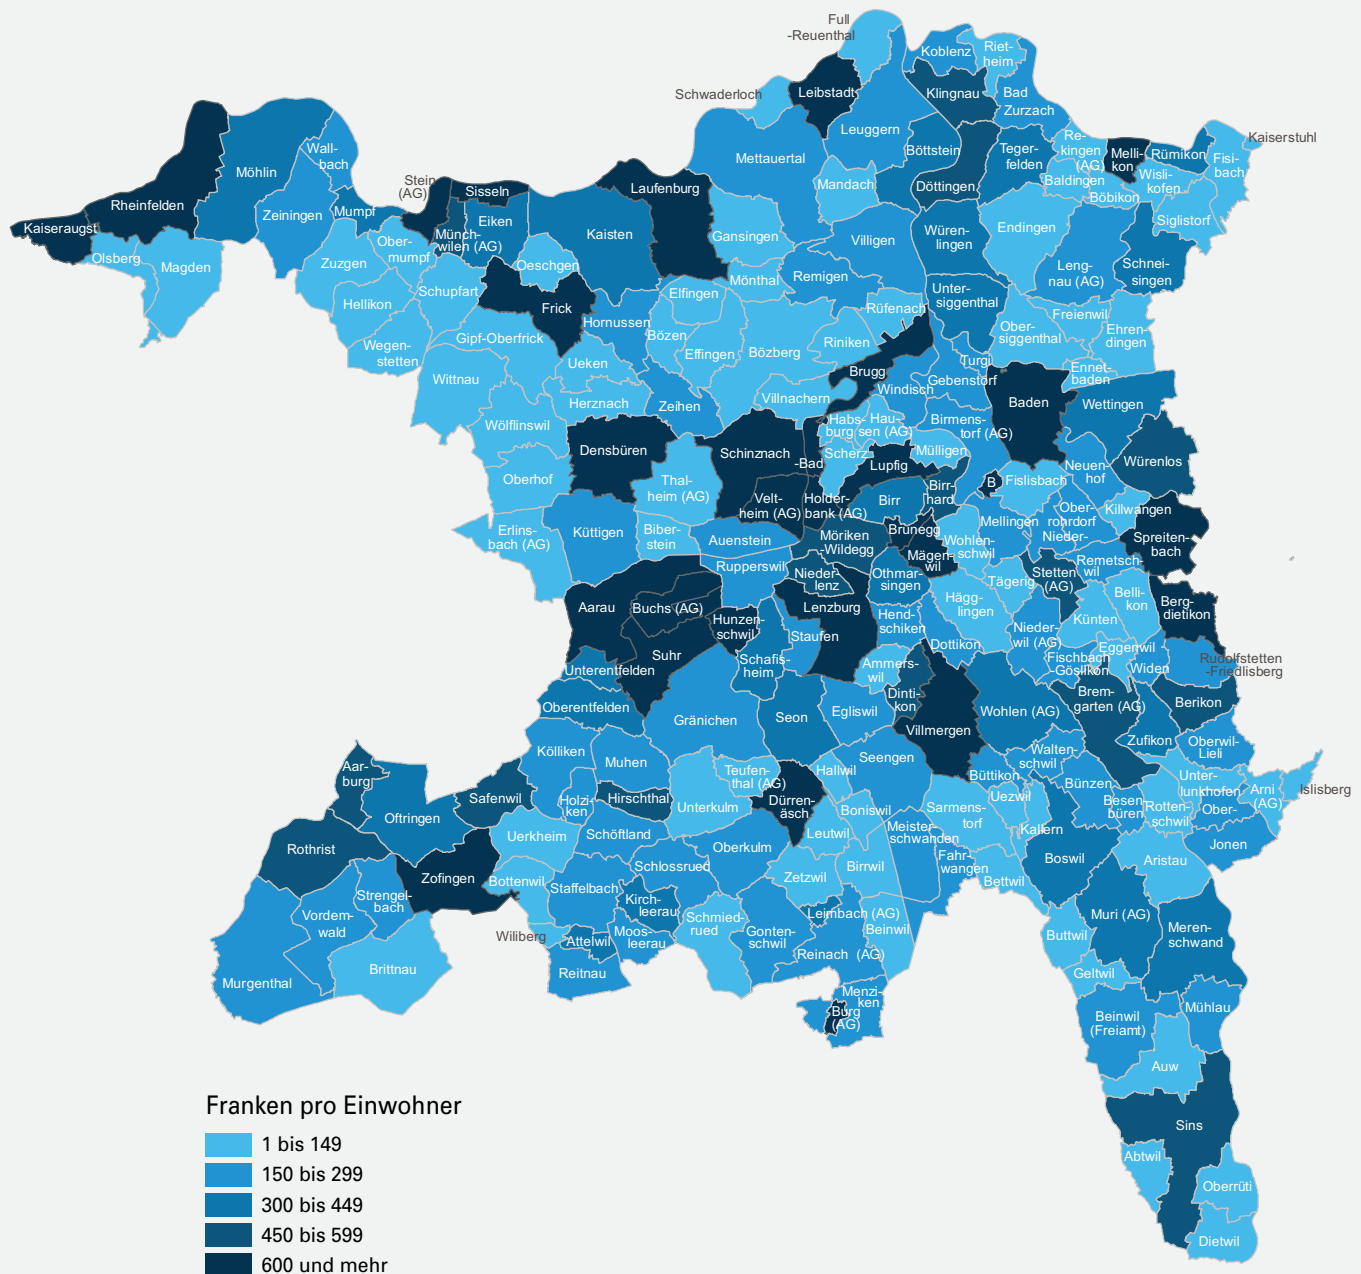 Full
-Reuenthal
Koblenz
Riet-
heim
Leibstadt
Schwaderloch
Klingnau
Bad
Zurzach
Leuggern
Kaiserstuhl
Wall-
bach
Möhlin
Mettauertal
Böttstein
Teger-
felden
Re-
kingen
(AG)
Melli-
kon
Rümikon
Fisi-
bach
Stein
(AG)
Sisseln
Laufenburg
Mandach
Döttingen
Baldingen
Wisli-
kofen
Böbikon
Rheinfelden
Zeiningen
Mumpf
Eiken
Siglistorf
Kaiseraugst
Münch-
wilen (AG)
Kaisten
Gansingen
Villigen
Würen-
lingen
Endingen
Olsberg
Magden
Ober-
mumpf
Zuzgen
Oeschgen
Leng-
nau (AG)
Schnei-
singen
Mönthal
Remigen
Hellikon
Schupfart
Elfingen
Unter-
siggenthal
Frick
Rüfenach
Freienwil
Hornussen
Ober-
siggenthal
Ehren-
dingen
Wegen-
stetten
Gipf-Oberfrick
Bözen
Effingen
Bözberg
Riniken
Ueken
Turgi
Ennet-
baden
Wittnau
Brugg
Gebenstorf
Windisch
Herznach
Zeihen
Villnachern
Baden
Wettingen
Wölflinswil
Habs-
burg
Hau-
sen (AG)
Birmens-
torf (AG)
Densbüren
Schinznach
-Bad
Scherz
Mülligen
Lupfig
Würenlos
Oberhof
Thal-
heim (AG)
Neuen-
hof
Fislisbach
B
Velt-
heim (AG)
Holder-
bank (AG)
Birr
Birr-
hard
Killwangen
Ober-
rohrdorf
Nieder-
Mellingen
Erlins-
bach (AG)
Küttigen
Biber-
stein
Auenstein
Möriken
-Wildegg
Brunegg
Wohlen-
schwil
Spreiten-
bach
Mägen-
wil
Rupperswil
Nieder-
lenz
Othmar-
singen
Tägerig
Stetten
(AG)
Remetsch-
wil
Aarau
Buchs (AG)
Lenzburg
Hägg-
lingen
Belli-
kon
Berg-
dietikon
Hunzen-
schwil
Staufen
Hend-
schiken
Künten
Suhr
Dottikon
Nieder-
wil (AG)
Unterentfelden
Schafis-
heim
Ammers-
wil
Fischbach
-Göslikon
Eggenwil
Widen
Rudolfstetten
-Friedlisberg
Oberentfelden
Gränichen
Seon
Egliswil
Dinti-
kon
Wohlen (AG)
Brem-
garten (AG)
Berikon
Villmergen
Kölliken
Muhen
Seengen
Walten-
schwil
Zufikon
Oberwil-
Lieli
Aar-
burg
Teufen-
thal (AG)
Hallwil
Büttikon
Bünzen
Unter-
lunkhofen
Arni
(AG)
Islisberg
Safenwil
Holzi-
ken
Hirschthal
Unterkulm
Dürren-
äsch
Boniswil
Sarmens-
torf
Uezwil
Besen
büren
Rotten-
schwil
Ober-
Oftringen
Uerkheim
Schöftland
Leutwil
Meister-
schwanden
Kallern
Jonen
Rothrist
Oberkulm
Boswil
Aristau
Zofingen
Schlossrued
Birrwil
Fahr-
wangen
Bettwil
Bottenwil
Staffelbach
Zetzwil
Strengel-
bach
Kirch-
leerau
Vordem-
wald
Schmied-
rued
Leimbach (AG)
Muri (AG)
Wiliberg
Attelwil
Moos-
leerau
Gonten-
schwil
Beinwil
Buttwil
Meren-
schwand
Brittnau
Reitnau
Reinach (AG)
Geltwil
Murgenthal
Menzi-
ken
Burg
(AG)
Beinwil
(Freiamt)
Mühlau
Auw
Sins
Abtwil
Oberrüti
Dietwil
Franken pro Einwohner
1 bis 149
150 bis 299
300 bis 449
450 bis 599
600 und mehr